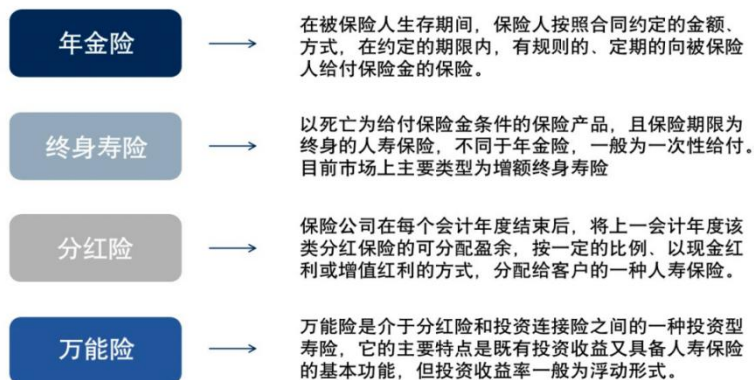 年金险
在被保险人生存期间，保险人按照合同约定的金额、
方式，在约定的期限内，有规则的、定期的向被保险
人给付保险金的保险。
终身寿险
以死亡为给付保险金条件的保险产品，且保险期限为
终身的人寿保险，不同于年金险，一般为一次性给付。
目前市场上主要类型为增额终身寿险
分红险
保险公司在每个会计年度结束后，将上一会计年度该
类分红保险的可分配盈余，按一定的比例、以现金红
利或增值红利的方式，分配给客户的一种人寿保险。
万能险
万能险是介于分红险和投资连接险之间的一种投资型
寿险，它的主要特点是既有投资收益又具备人寿保险
的基本功能，但投资收益率一般为浮动形式。